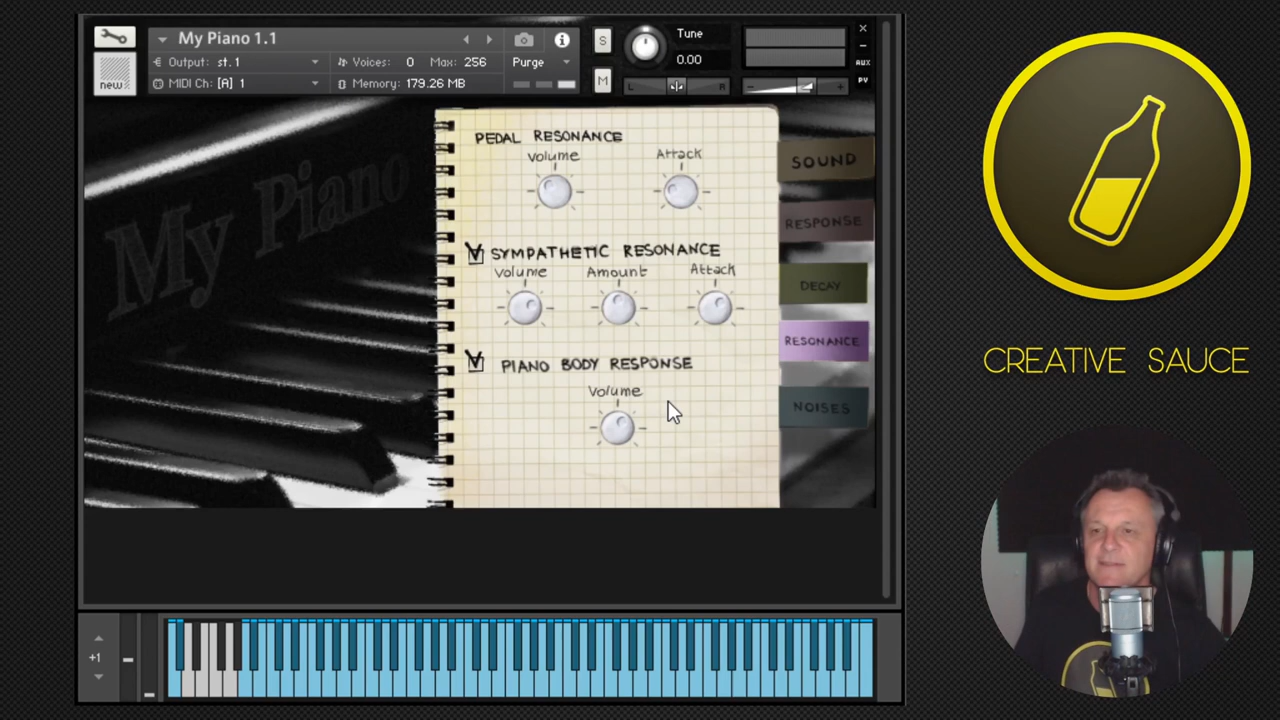 My Piano 1.1
Output: st.1
Voices: 0 Max: 256
Purge
MIDI Ch: [A] 1
Memory: 179.26 MB
new
S
M
Tune
0.00
L
R
AUX
PV
My Piano
PEDAL RESONANCE
Volume
Attack
SYMPATHETIC RESONANCE
Volume
Amount
Attack
PIANO BODY RESPONSE
Volume
SOUND
RESPONSE
DECAY
RESONANCE
NOISES
+1
CREATIVE SAUCE